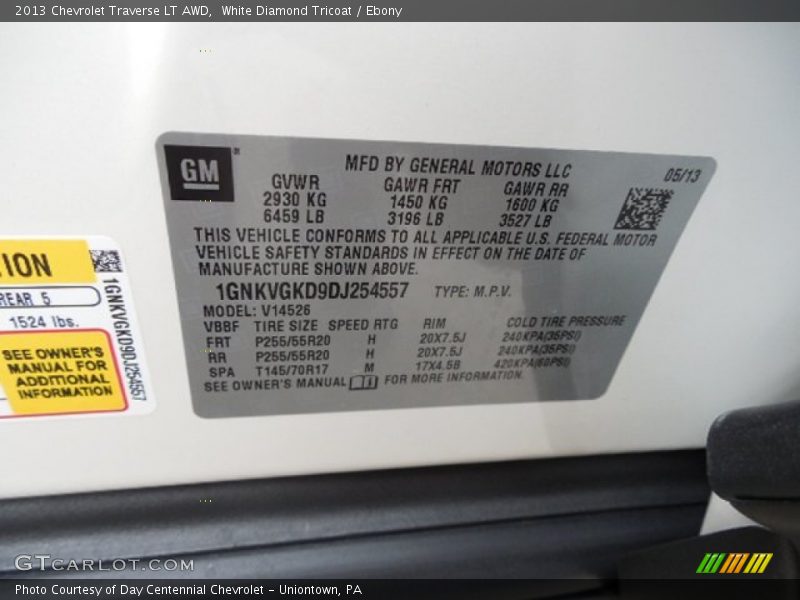 2013 Chevrolet Traverse LT AWD,  White Diamond Tricoat / Ebony
GM
MFD BY GENERAL MOTORS LLC
05/13
GVWR GAWR FRT GAWR RR
2930 KG 1450 KG 1600 KG
6459 LB 3196 LB 3527 LB
THIS VEHICLE CONFORMS TO ALL APPLICABLE U.S. FEDERAL MOTOR
VEHICLE SAFETY STANDARDS IN EFFECT ON THE DATE OF
MANUFACTURE SHOWN ABOVE.
1GNKVGKD9DJ254557 TYPE: M.P.V.
MODEL: V14526
VBBF TIRE SIZE SPEED RTG RIM COLD TIRE PRESSURE
FRT P255/55R20 H 20X7.5J 240KPA(35PSI)
RR P255/55R20 H 20X7.5J 240KPA(35PSI)
SPA T145/70R17 M 17X4.5B 420KPA(60PSI)
SEE OWNER'S MANUAL FOR MORE INFORMATION.
ION
REAR 5
1524 lbs.
SEE OWNER'S
MANUAL FOR
ADDITIONAL
INFORMATION
1GNKVGKD9DJ254557
GTCARLOT.COM
Photo Courtesy of Day Centennial Chevrolet - Uniontown, PA